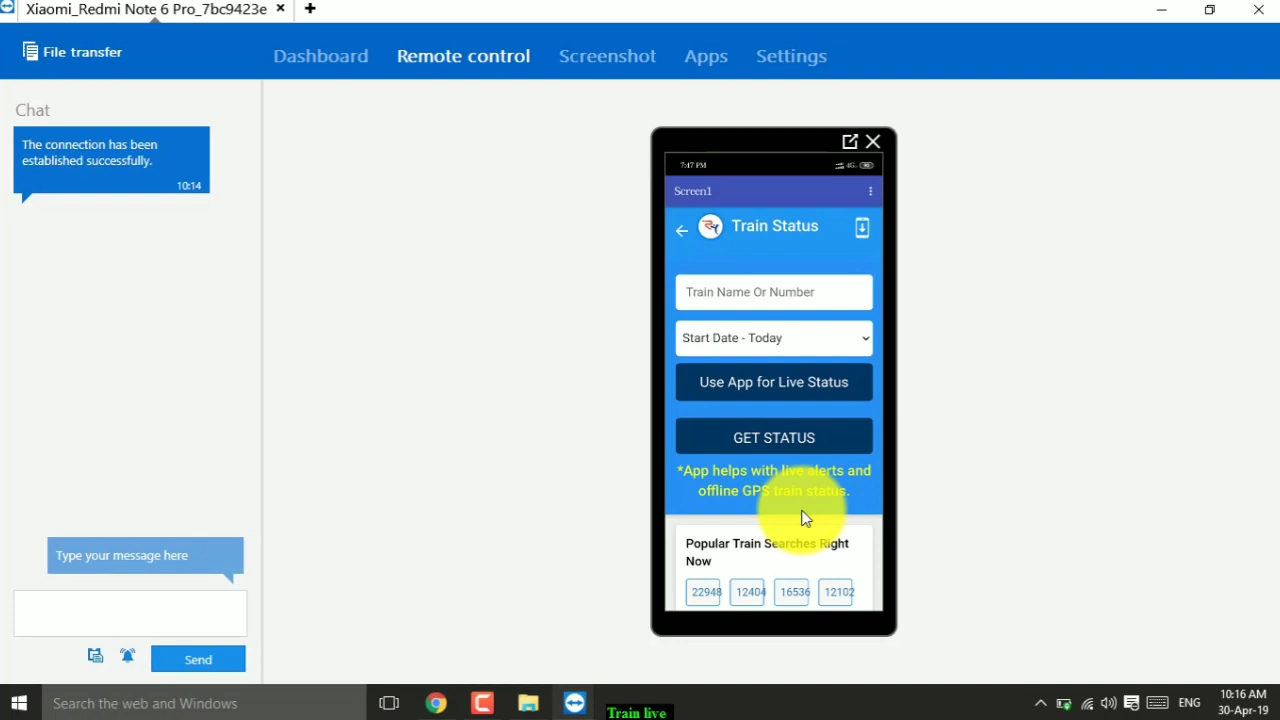 Xiaomi_Redmi Note 6 Pro_7bc9423e
File transfer
Dashboard
Remote control
Screenshot
Apps
Settings
Chat
The connection has been
established successfully.
10:14
Type your message here
Send
7:17 PM
4G
Screen1
Train Status
Train Name Or Number
Start Date - Today
Use App for Live Status
GET STATUS
*App helps with live alerts and
offline GPS train status.
Popular Train Searches Right
Now
22948
12404
16536
12102
Search the web and Windows
Train live
ENG
10:16 AM
30-Apr-19